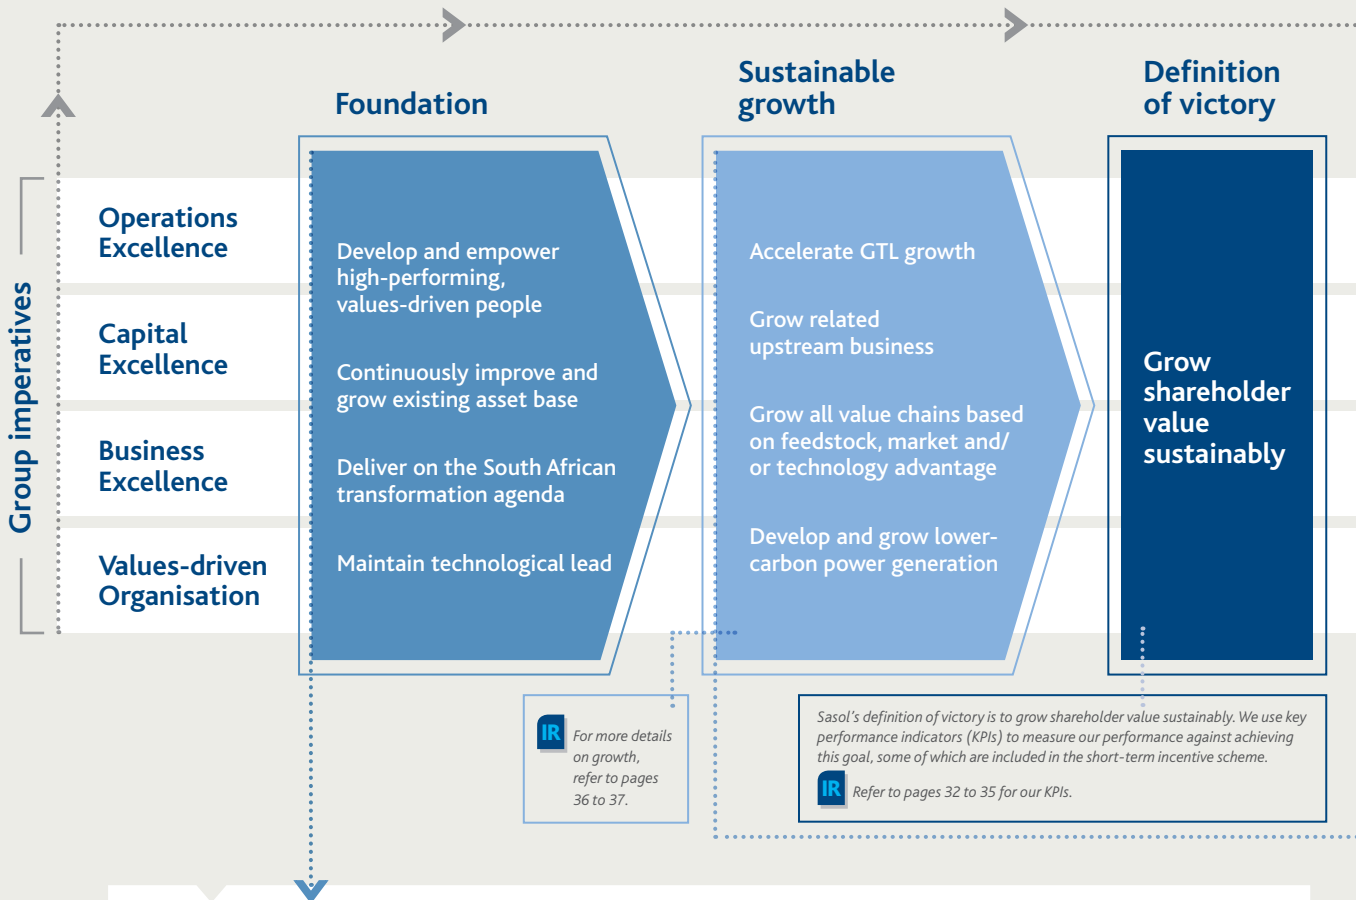 Foundation
Sustainable
growth
Definition
of victory
Group imperatives
Operations
Excellence
Capital
Excellence
Business
Excellence
Values-driven
Organisation
Develop and empower
high-performing,
values-driven people
Continuously improve and
grow existing asset base
Deliver on the South African
transformation agenda
Maintain technological lead
Accelerate GTL growth
Grow related
upstream business
Grow all value chains based
on feedstock, market and/
or technology advantage
Develop and grow lower-
carbon power generation
Grow
shareholder
value
sustainably
IR
For more details
on growth,
refer to pages
36 to 37.
Sasol's definition of victory is to grow shareholder value sustainably. We use key
performance indicators (KPIs) to measure our performance against achieving
this goal, some of which are included in the short-term incentive scheme.
IR Refer to pages 32 to 35 for our KPIs.